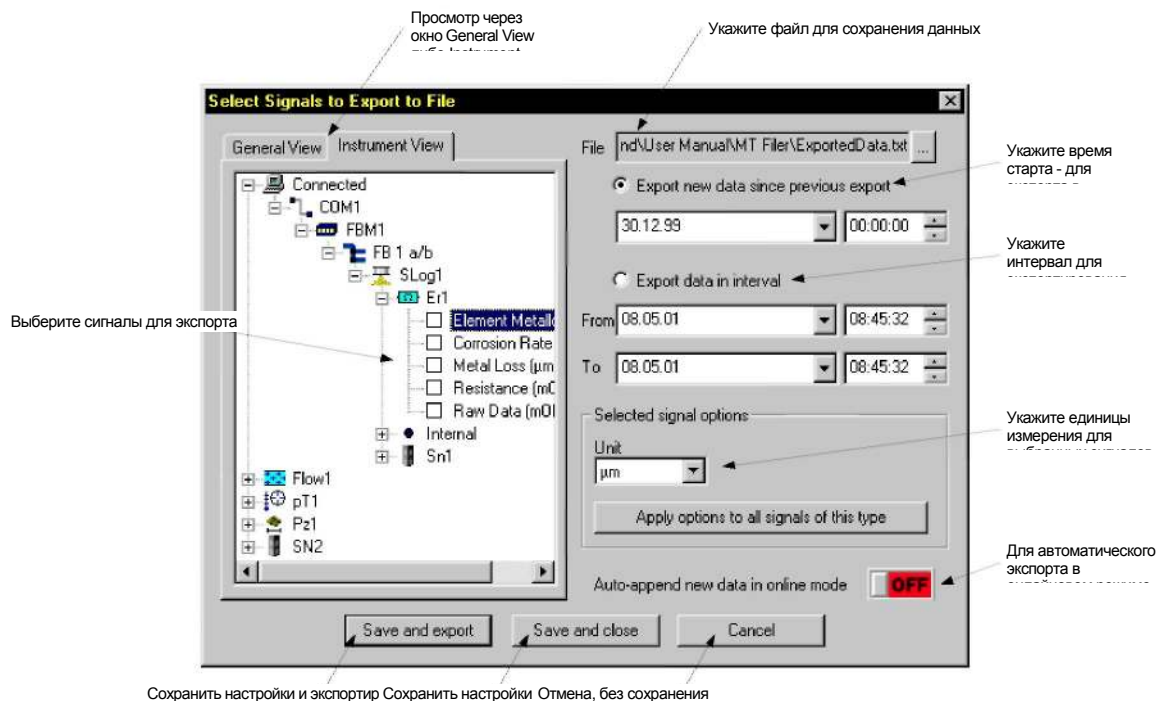 Просмотр через
окно General View
либо Instrument
Укажите файл для сохранения данных
Select Signals to Export to File
General View
Instrument View
File
nd\User Manual\MT Filer\ExportedData.txt
...
Укажите время
старта - для
Export new data since previous export
30.12.99
00:00:00
Укажите
интервал для
экспортирования
Export data in interval
From
08.05.01
08:45:32
To
08.05.01
08:45:32
Connected
COM1
FBM1
FB 1 a/b
SLog1
Er1
Выберите сигналы для экспорта
Element Metallo
Corrosion Rate
Metal Loss (µm
Resistance (mO
Raw Data (mO
Internal
Sn1
Flow1
pT1
Pz1
SN2
Selected signal options
Unit
µm
Укажите единицы
измерения для
Apply options to all signals of this type
Для автоматического
экспорта в
Auto-append new data in online mode
OFF
Save and export
Save and close
Cancel
Сохранить настройки и экспортир
Сохранить настройки
Отмена, без сохранения